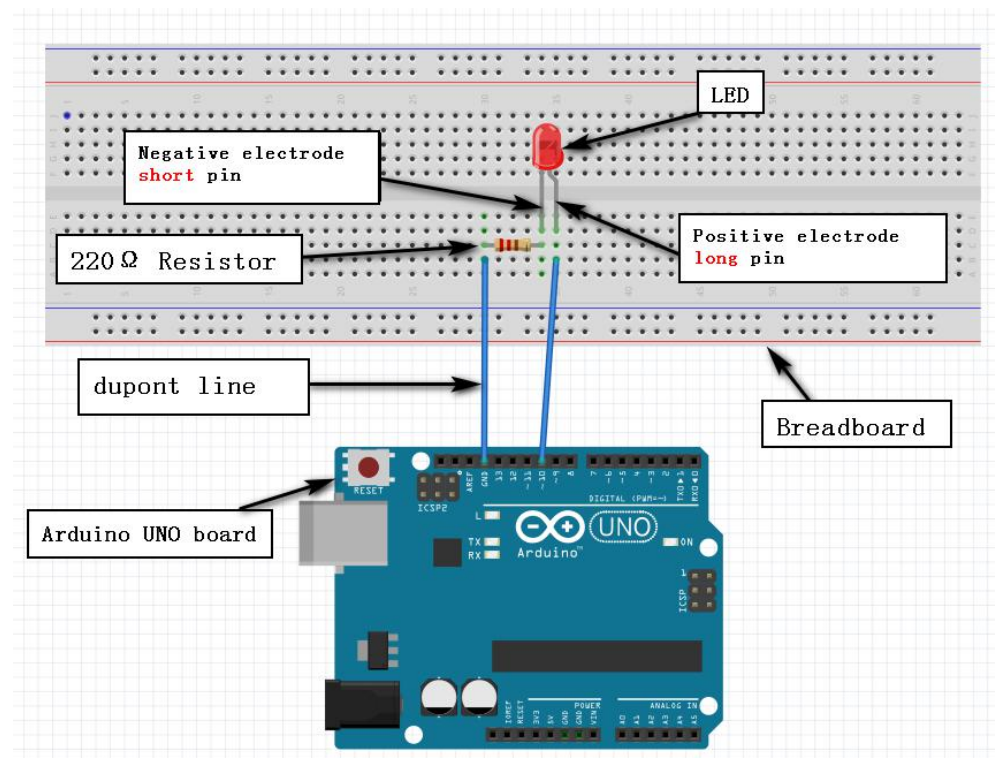 LED
Negative electrode
short pin
220Ω Resistor
Positive electrode
long pin
dupont line
Breadboard
Arduino UNO board
RESET
ICSP2
AREF
GND
13
12
~11
~10
~9
8
7
~6
~5
~4
~3
2
TX0▶1
RX0◀0
DIGITAL (PWM=~)
L
TX
RX
Arduino™
UNO
ON
1
ICSP
IOREF
RESET
3V3
5V
GND
GND
VIN
POWER
A0
A1
A2
A3
A4
A5
ANALOG IN